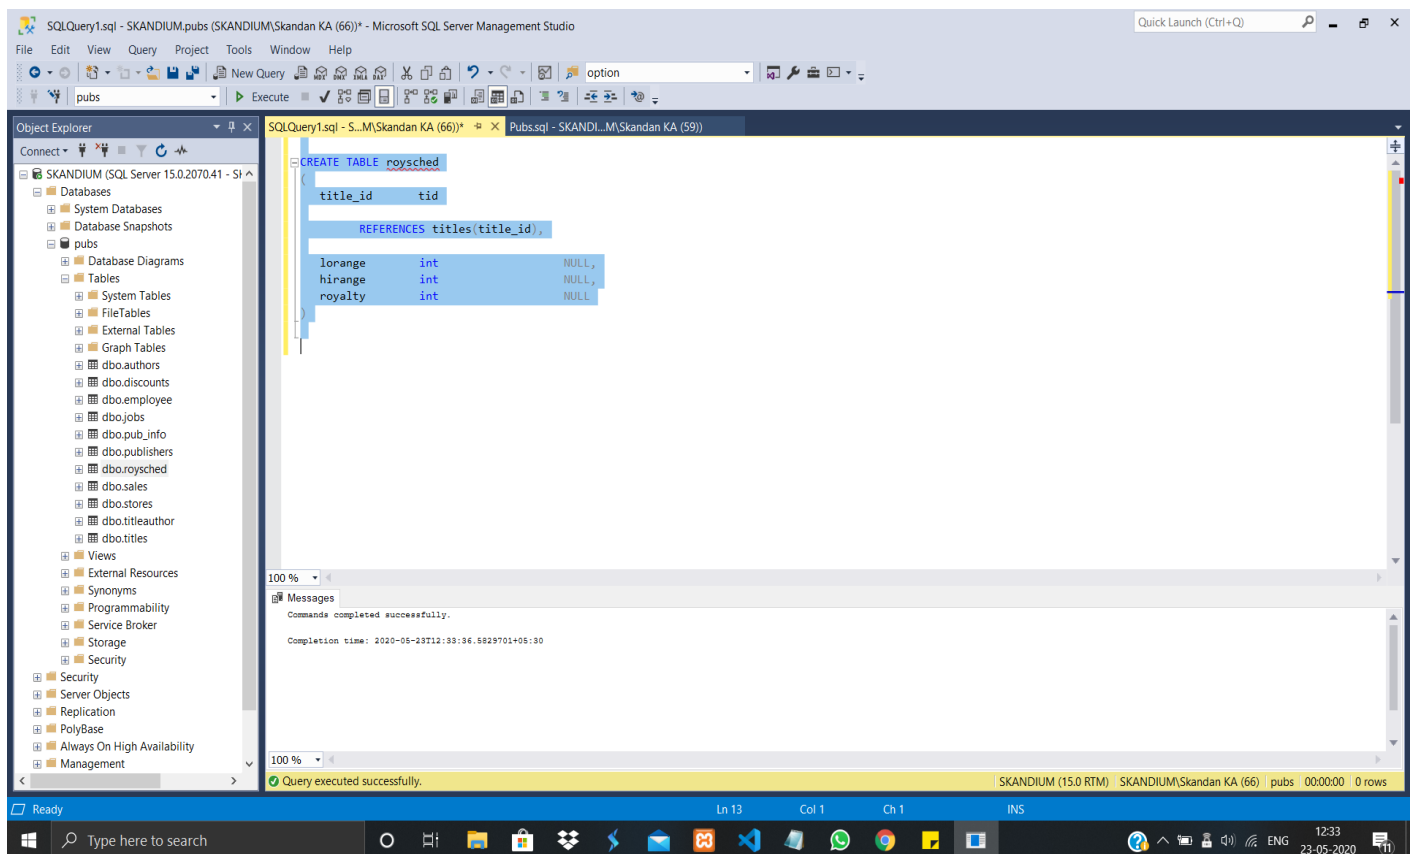 SQLQuery1.sql - SKANDIUM.pubs (SKANDIUM\Skandan KA (66))* - Microsoft SQL Server Management Studio
Quick Launch (Ctrl+Q)
File Edit View Query Project Tools Window Help
New Query
MDX DMX XMLA DAX
option
pubs
Execute
Object Explorer
SQLQuery1.sql - S...M\Skandan KA (66))*
Pubs.sql - SKANDI...M\Skandan KA (59))
Connect
SKANDIUM (SQL Server 15.0.2070.41 - SK
Databases
System Databases
Database Snapshots
pubs
Database Diagrams
Tables
System Tables
FileTables
External Tables
Graph Tables
dbo.authors
dbo.discounts
dbo.employee
dbo.jobs
dbo.pub_info
dbo.publishers
dbo.roysched
dbo.sales
dbo.stores
dbo.titleauthor
dbo.titles
Views
External Resources
Synonyms
Programmability
Service Broker
Storage
Security
Security
Server Objects
Replication
PolyBase
Always On High Availability
Management
CREATE TABLE roysched
(
title_id tid
REFERENCES titles(title_id),
lorange int NULL,
hirange int NULL,
royalty int NULL
)
100 %
Messages
Commands completed successfully.
Completion time: 2020-05-23T12:33:36.5829701+05:30
100 %
Query executed successfully.
SKANDIUM (15.0 RTM) SKANDIUM\Skandan KA (66) pubs 00:00:00 0 rows
Ready
Ln 13 Col 1 Ch 1 INS
Type here to search
ENG
12:33
23-05-2020
11